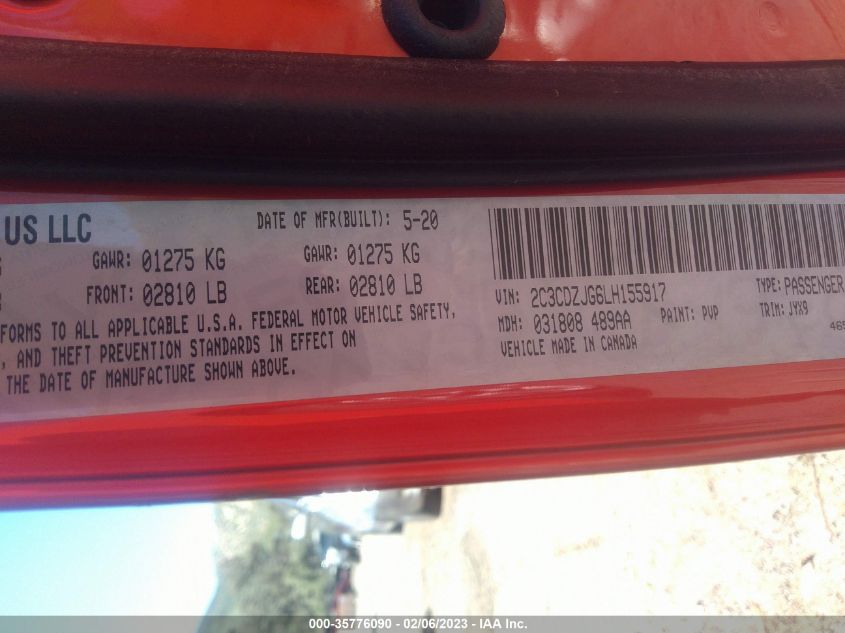 US LLC
DATE OF MFR(BUILT): 5-20
GAWR: 01275 KG GAWR: 01275 KG
FRONT: 02810 LB REAR: 02810 LB
FORMS TO ALL APPLICABLE U.S.A. FEDERAL MOTOR VEHICLE SAFETY,
, AND THEFT PREVENTION STANDARDS IN EFFECT ON
THE DATE OF MANUFACTURE SHOWN ABOVE.
VIN: 2C3CDZJG6LH155917 TYPE: PASSENGER
MDH: 031808 489AA PAINT: PVP TRIM: JYX9
VEHICLE MADE IN CANADA 465
000-35776090 - 02/06/2023 - IAA Inc.